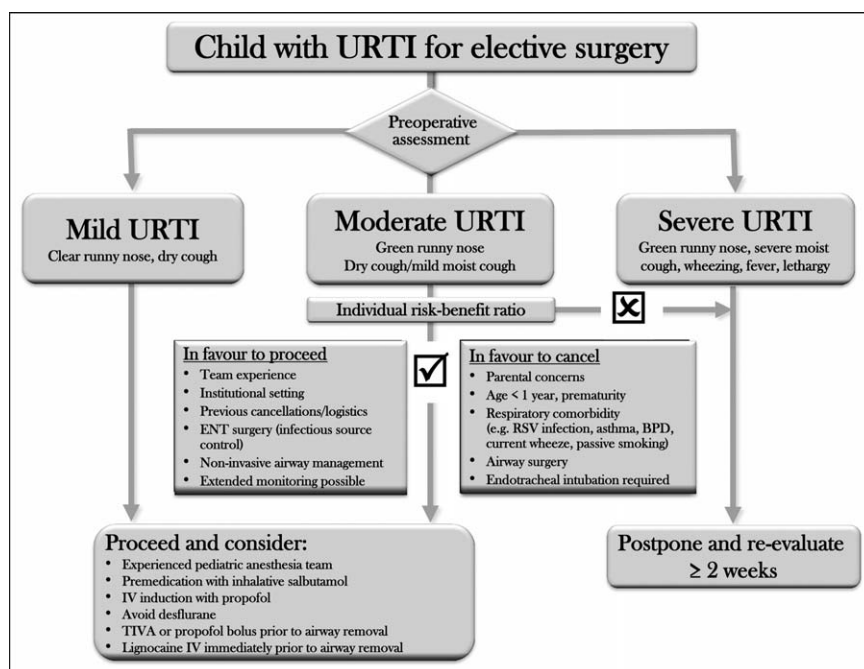 Child with URTI for elective surgery
Preoperative
assessment
Mild URTI
Clear runny nose, dry cough
Moderate URTI
Green runny nose
Dry cough/mild moist cough
Severe URTI
Green runny nose, severe moist
cough, wheezing, fever, lethargy
Individual risk-benefit ratio
In favour to proceed
• Team experience
• Institutional setting
• Previous cancellations/logistics
• ENT surgery (infectious source
control)
• Non-invasive airway management
• Extended monitoring possible
In favour to cancel
• Parental concerns
• Age < 1 year, prematurity
• Respiratory comorbidity
(e.g. RSV infection, asthma, BPD,
current wheeze, passive smoking)
• Airway surgery
• Endotracheal intubation required
Proceed and consider:
• Experienced pediatric anesthesia team
• Premedication with inhalative salbutamol
• IV induction with propofol
• Avoid desflurane
• TIVA or propofol bolus prior to airway removal
• Lignocaine IV immediately prior to airway removal
Postpone and re-evaluate
≥ 2 weeks